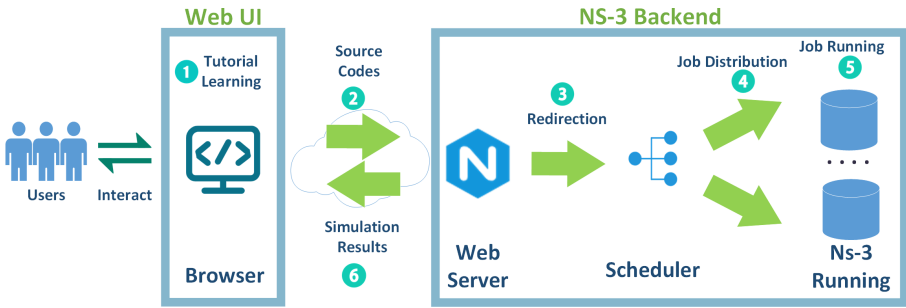 Web UI
NS-3 Backend
1 Tutorial
Learning
Source
Codes
2
3
Redirection
Job Distribution
4
Job Running
5
Users
Interact
Simulation
Results
6
Browser
N
Web
Server
Scheduler
....
Ns-3
Running